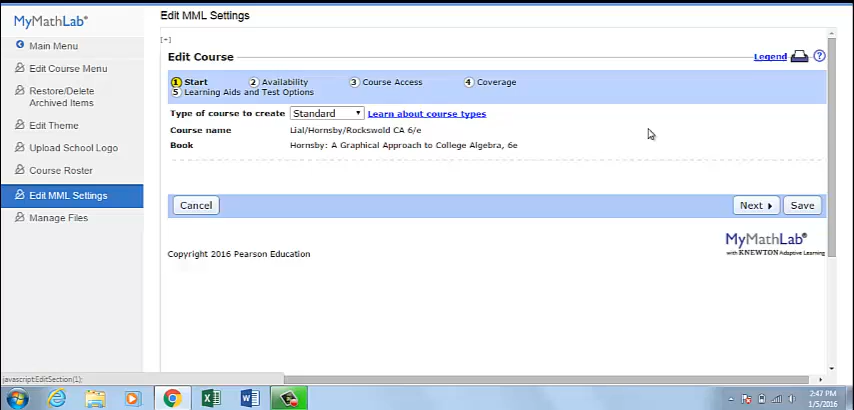 MyMathLab®
Main Menu
Edit Course Menu
Restore/Delete
Archived Items
Edit Theme
Upload School Logo
Course Roster
Edit MML Settings
Manage Files
Edit MML Settings
[+]
Edit Course
Legend
?
1 Start
2 Availability
3 Course Access
4 Coverage
5 Learning Aids and Test Options
Type of course to create Standard Learn about course types
Course name Lial/Hornsby/Rockswold CA 6/e
Book Hornsby: A Graphical Approach to College Algebra, 6e
Cancel
Next
Save
MyMathLab®
with KNEWTON Adaptive Learning
Copyright 2016 Pearson Education
javascript:EditSection(1);
2:47 PM
1/5/2016